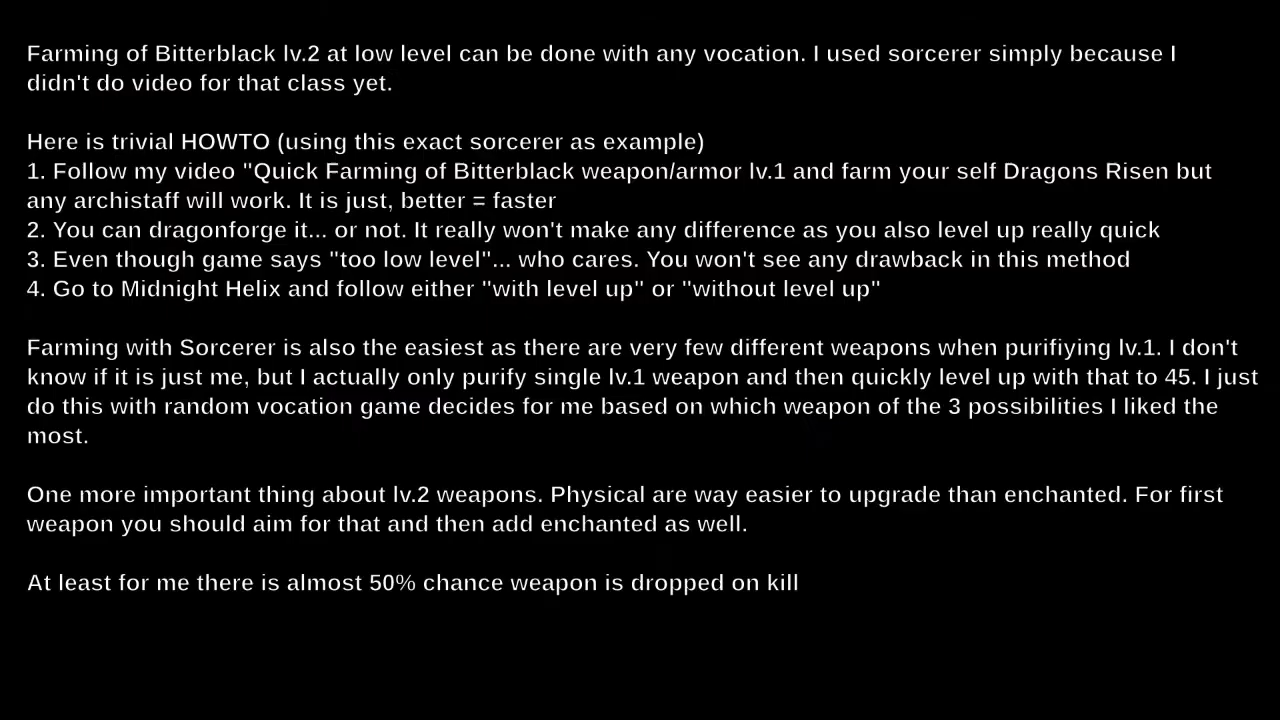 Farming of Bitterblack lv.2 at low level can be done with any vocation. I used sorcerer simply because I
didn't do video for that class yet.
Here is trivial HOWTO (using this exact sorcerer as example)
1. Follow my video "Quick Farming of Bitterblack weapon/armor lv.1 and farm your self Dragons Risen but
any archistaff will work. It is just, better = faster
2. You can dragonforge it... or not. It really won't make any difference as you also level up really quick
3. Even though game says "too low level"... who cares. You won't see any drawback in this method
4. Go to Midnight Helix and follow either "with level up" or "without level up"
Farming with Sorcerer is also the easiest as there are very few different weapons when purifiying lv.1. I don't
know if it is just me, but I actually only purify single lv.1 weapon and then quickly level up with that to 45. I just
do this with random vocation game decides for me based on which weapon of the 3 possibilities I liked the
most.
One more important thing about lv.2 weapons. Physical are way easier to upgrade than enchanted. For first
weapon you should aim for that and then add enchanted as well.
At least for me there is almost 50% chance weapon is dropped on kill